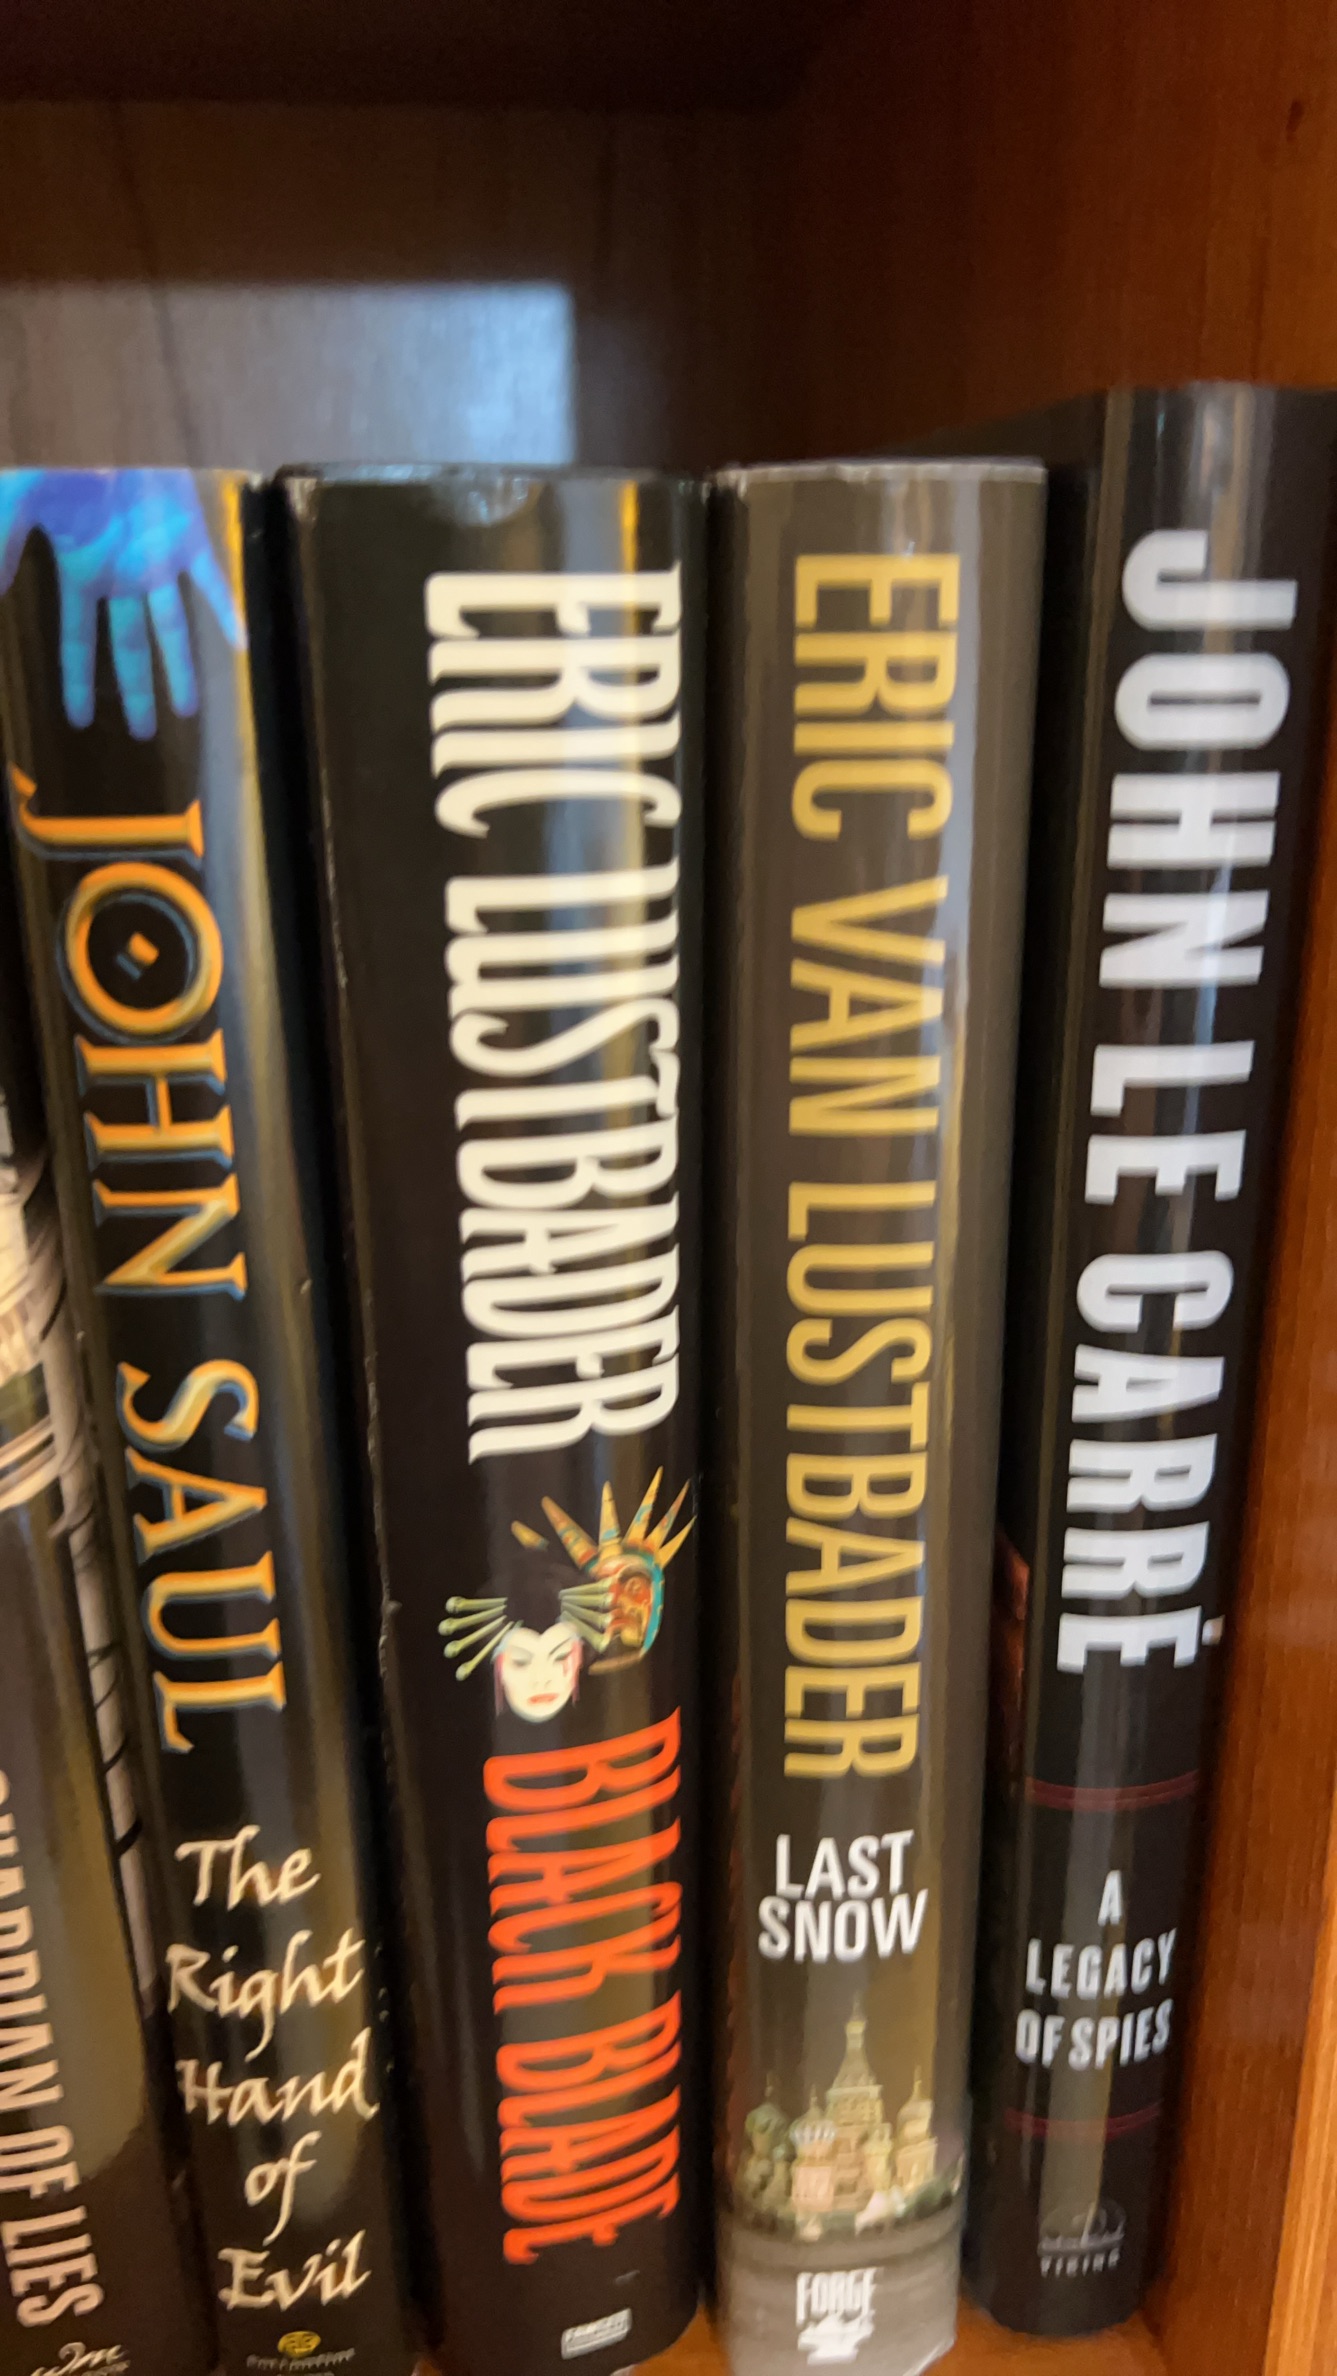 GUARDIAN OF LIES
JOHN SAUL
The
Right
Hand
of
Evil
ERIC LUSTBADER
BLACK BLADE
ERIC VAN LUSTBADER
LAST
SNOW
FORGE
JOHN LE CARRÉ
A
LEGACY
OF SPIES
VIKING